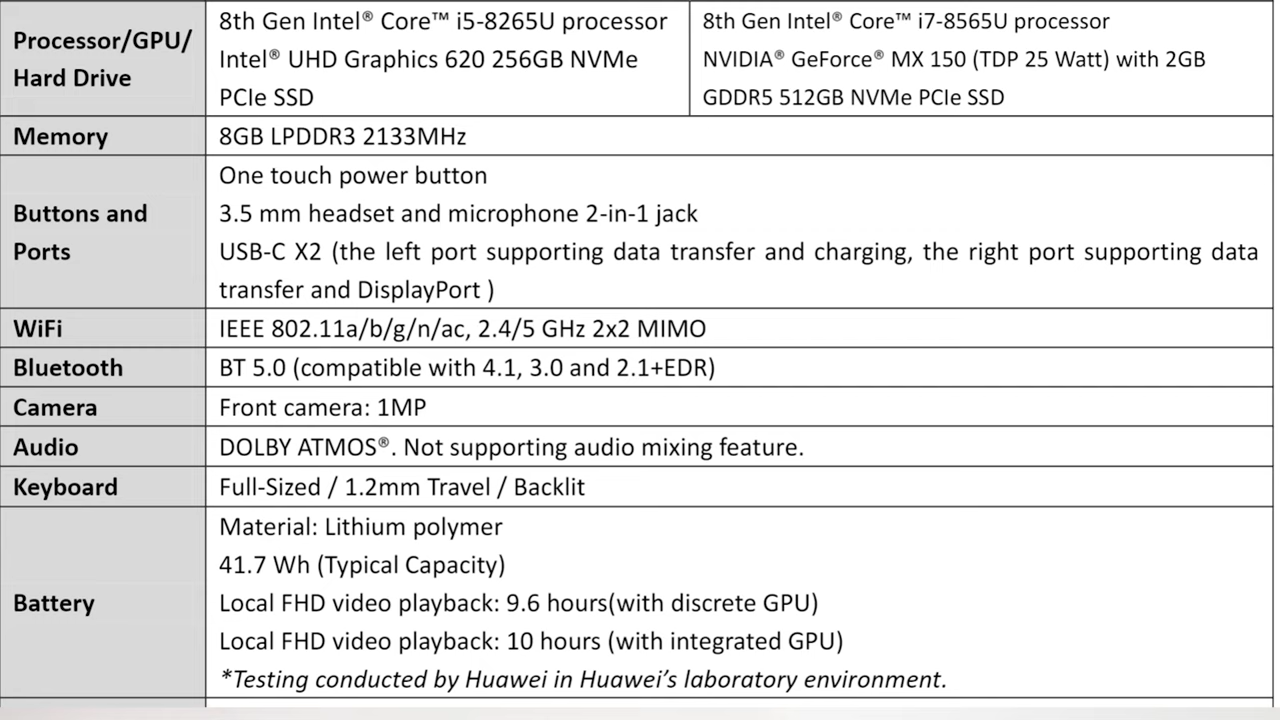 Processor/GPU/
Hard Drive
8th Gen Intel® Core™ i5-8265U processor
Intel® UHD Graphics 620 256GB NVMe
PCIe SSD
8th Gen Intel® Core™ i7-8565U processor
NVIDIA® GeForce® MX 150 (TDP 25 Watt) with 2GB
GDDR5 512GB NVMe PCIe SSD
Memory
8GB LPDDR3 2133MHz
Buttons and
Ports
One touch power button
3.5 mm headset and microphone 2-in-1 jack
USB-C X2 (the left port supporting data transfer and charging, the right port supporting data
transfer and DisplayPort )
WiFi
IEEE 802.11a/b/g/n/ac, 2.4/5 GHz 2x2 MIMO
Bluetooth
BT 5.0 (compatible with 4.1, 3.0 and 2.1+EDR)
Camera
Front camera: 1MP
Audio
DOLBY ATMOS®. Not supporting audio mixing feature.
Keyboard
Full-Sized / 1.2mm Travel / Backlit
Battery
Material: Lithium polymer
41.7 Wh (Typical Capacity)
Local FHD video playback: 9.6 hours(with discrete GPU)
Local FHD video playback: 10 hours (with integrated GPU)
*Testing conducted by Huawei in Huawei’s laboratory environment.